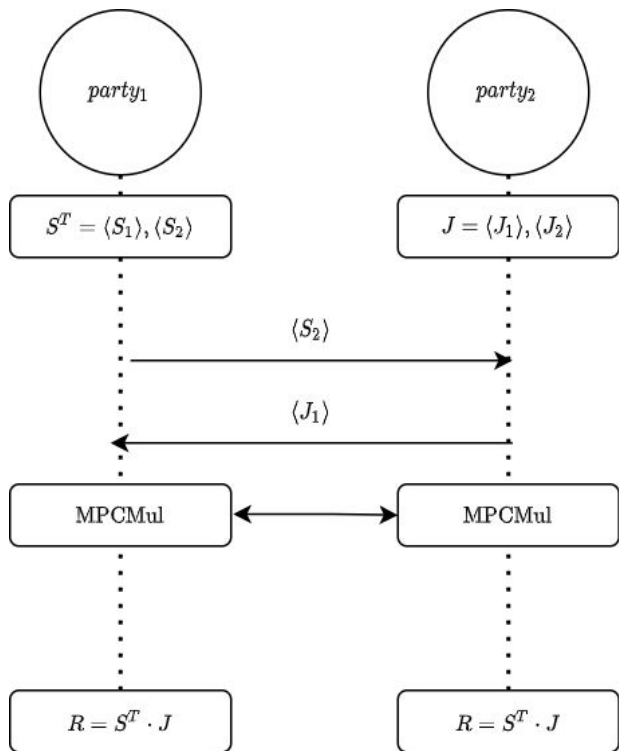 party₁ party₂
Sᵀ = ⟨S₁⟩, ⟨S₂⟩ J = ⟨J₁⟩, ⟨J₂⟩
⟨S₂⟩
⟨J₁⟩
MPCMul MPCMul
R = Sᵀ · J R = Sᵀ · J